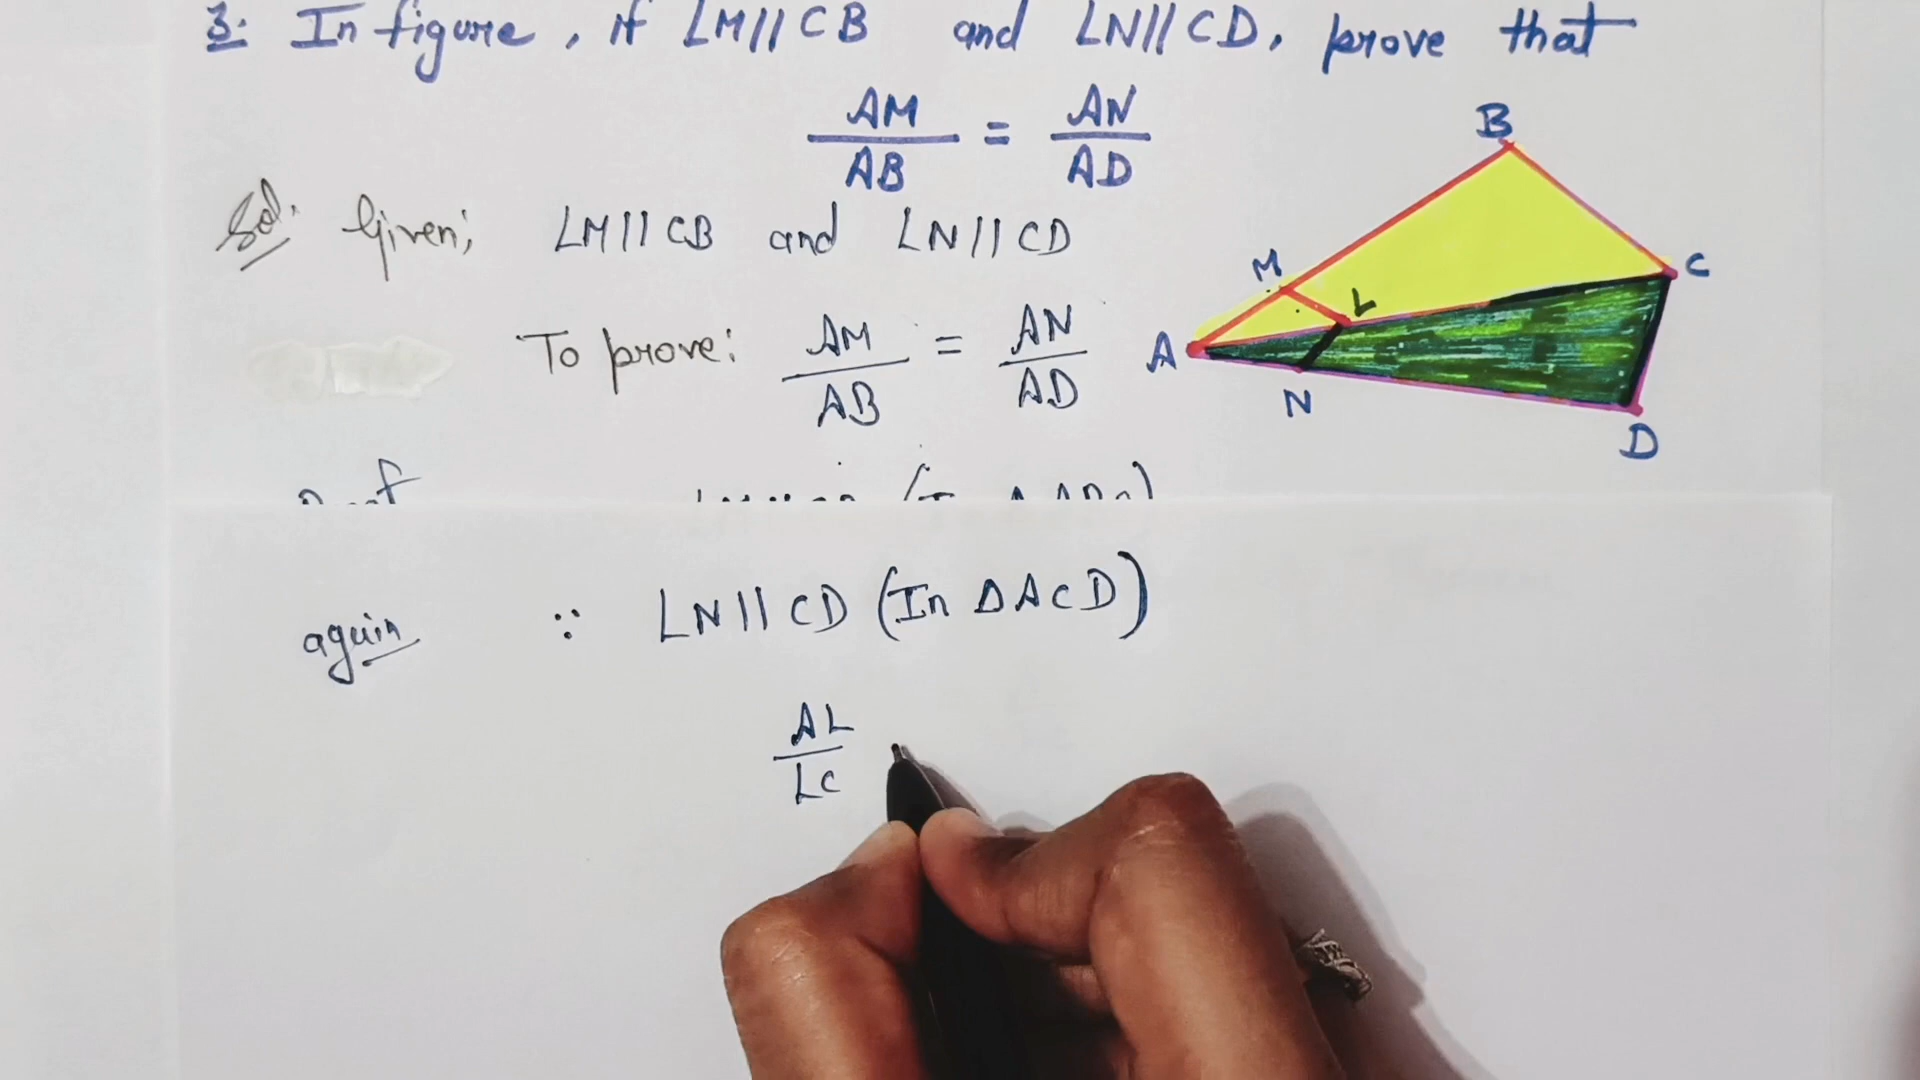 3. In figure, if LM||CB and LN||CD, prove that
AM/AB = AN/AD
Sol. Given; LM||CB and LN||CD
To prove: AM/AB = AN/AD
B
M
C
L
A
N
D
again ∵ LN||CD (In ΔACD)
AL/LC